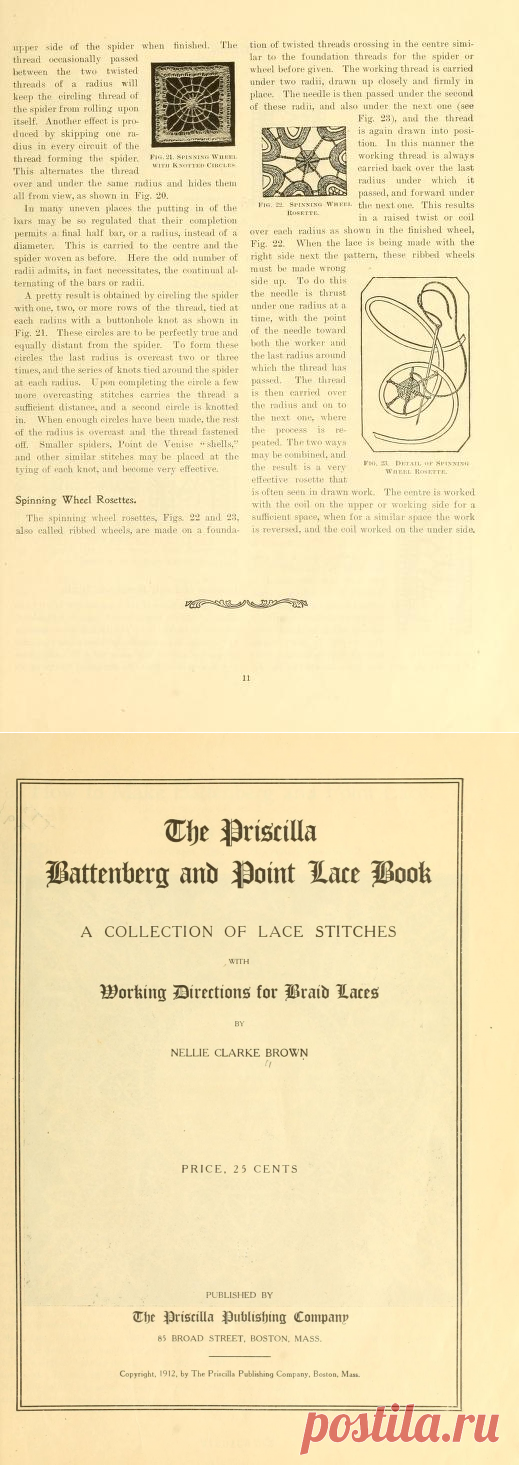 upper side of the spider when finished. The
thread occasionally passed
between the two twisted
threads of a radius will
keep the circling thread of
the spider from rolling upon
itself. Another effect is pro-
duced by skipping one ra-
dius in every circuit of the
thread forming the spider.
This alternates the thread
over and under the same radius and hides them
all from view, as shown in Fig. 20.
In many uneven places the putting in of the
bars may be so regulated that their completion
permits a final half bar, or a radius, instead of a
diameter. This is carried to the centre and the
spider woven as before. Here the odd number of
radii admits, in fact necessitates, the continual al-
ternating of the bars or radii.
A pretty result is obtained by circling the spider
with one, two, or more rows of the thread, tied at
each radius with a buttonhole knot as shown in
Fig. 21. These circles are to be perfectly true and
equally distant from the spider. To form these
circles the last radius is overcast two or three
times, and the series of knots tied around the spider
at each radius. Upon completing the circle a few
more overcasting stitches carries the thread a
sufficient distance, and a second circle is knotted
in. When enough circles have been made, the rest
of the radius is overcast and the thread fastened
off. Smaller spiders, Point de Venise "shells,"
and other similar stitches may be placed at the
tying of each knot, and become very effective.
Fig. 21. Spinning Wheel
with Knotted Circles.
Spinning Wheel Rosettes.
The spinning wheel rosettes, Figs. 22 and 23,
also called ribbed wheels, are made on a founda-
tion of twisted threads crossing in the centre simi-
lar to the foundation threads for the spider or
wheel before given. The working thread is carried
under two radii, drawn up closely and firmly in
place. The needle is then passed under the second
of these radii, and also under the next one (see
Fig. 23), and the thread
is again drawn into posi-
tion. In this manner the
working thread is always
carried back over the last
radius under which it
passed, and forward under
the next one. This results
in a raised twist or coil
Fig. 22. Spinning Wheel
Rosette.
over each radius as shown in the finished wheel,
Fig. 22. When the lace is being made with the
right side next the pattern, these ribbed wheels
must be made wrong
side up. To do this
the needle is thrust
under one radius at a
time, with the point
of the needle toward
both the worker and
the last radius around
which the thread has
passed. The thread
is then carried over
the radius and on to
the next one, where
the process is re-
peated. The two ways
may be combined, and
the result is a very
effective rosette that
Fig. 23. Detail of Spinning
Wheel Rosette.
is often seen in drawn work. The centre is worked
with the coil on the upper or working side for a
sufficient space, when for a similar space the work
is reversed, and the coil worked on the under side.
11
The Priscilla
Battenberg and Point Lace Book
A COLLECTION OF LACE STITCHES
WITH
Working Directions for Braid Laces
BY
NELLIE CLARKE BROWN
PRICE, 25 CENTS
PUBLISHED BY
The Priscilla Publishing Company
85 BROAD STREET, BOSTON, MASS.
Copyright, 1912, by The Priscilla Publishing Company, Boston, Mass.
postila.ru